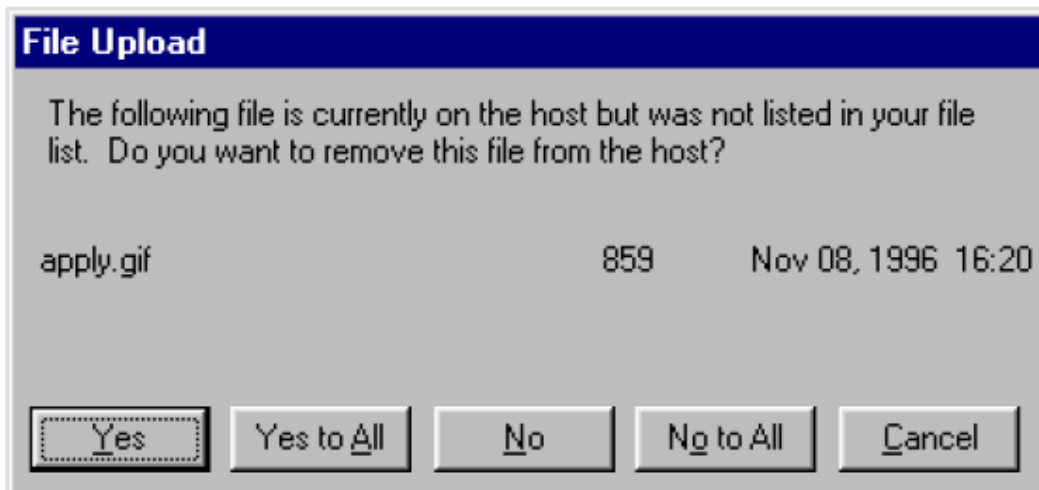 File Upload
The following file is currently on the host but was not listed in your file
list.  Do you want to remove this file from the host?
apply.gif 859 Nov 08, 1996 16:20
Yes Yes to All No No to All Cancel